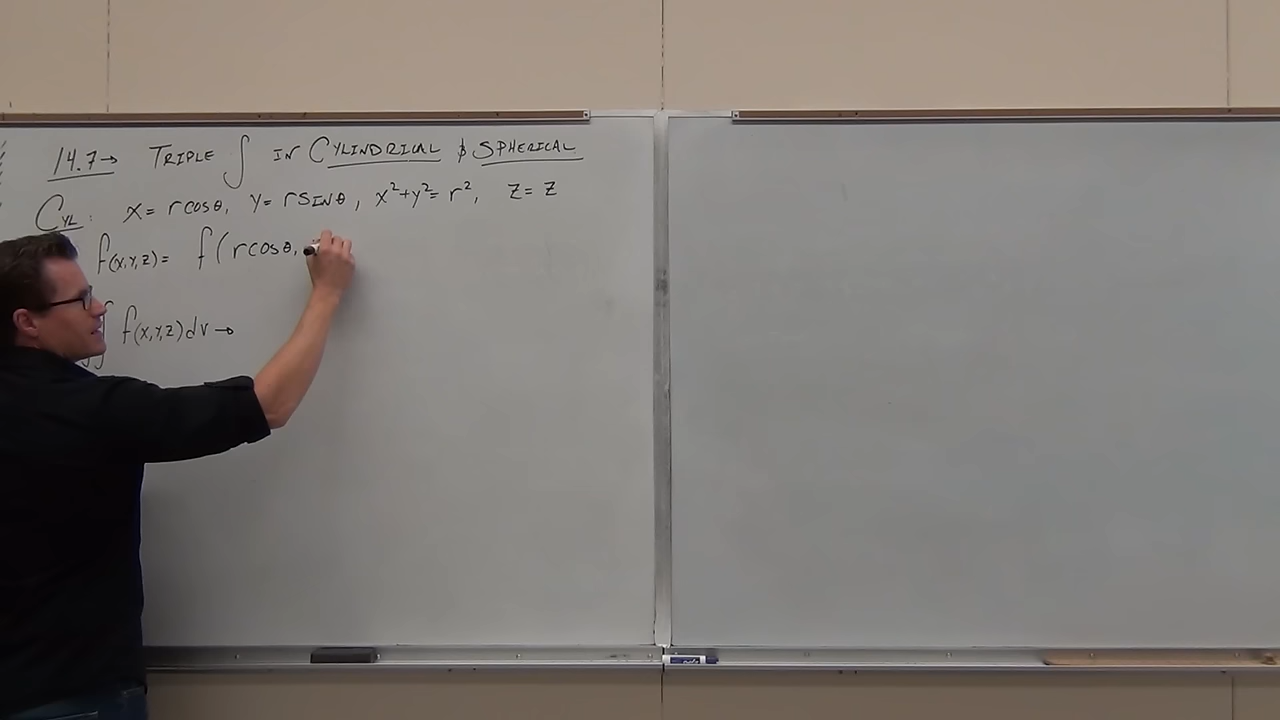 14.7→ TRIPLE ∫ IN CYLINDRICAL & SPHERICAL
CYL: x = rcosθ, y = rSINθ, x²+y² = r², z = z
f(x,y,z) = f(rcosθ,
∫∫∫ f(x,y,z)dv→